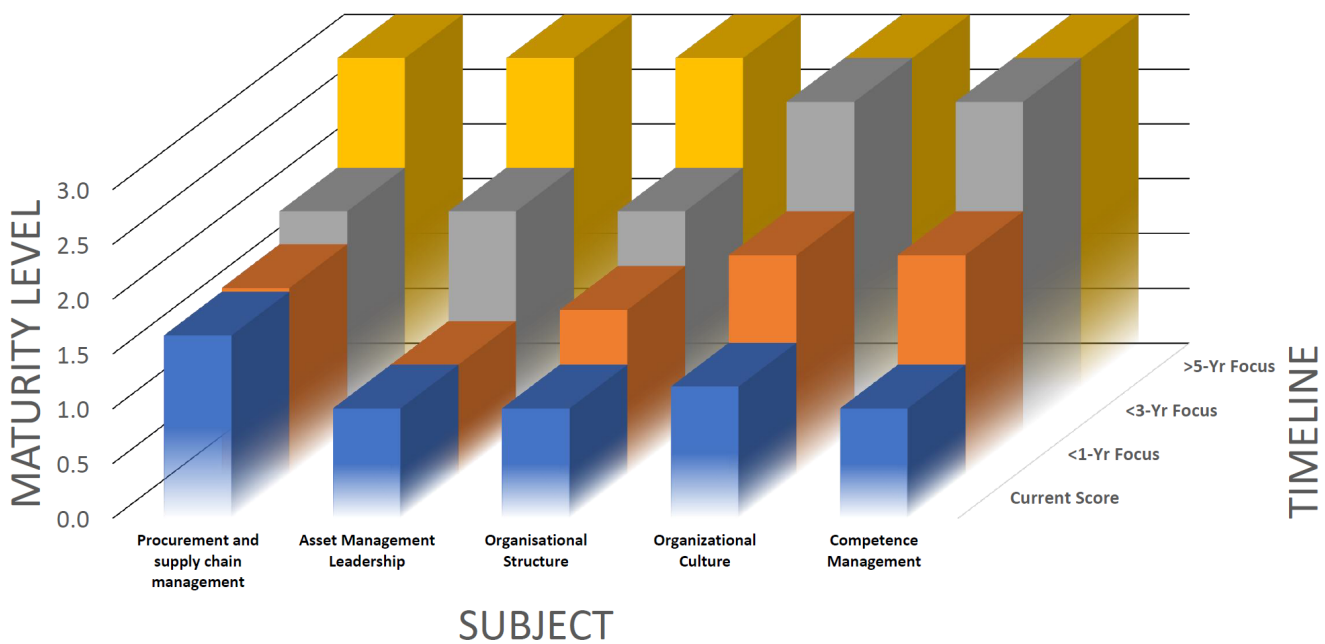 MATURITY LEVEL
3.0
2.5
2.0
1.5
1.0
0.5
0.0
Procurement and
supply chain
management
Asset Management
Leadership
Organisational
Structure
Organizational
Culture
Competence
Management
SUBJECT
>5-Yr Focus
<3-Yr Focus
<1-Yr Focus
Current Score
TIMELINE